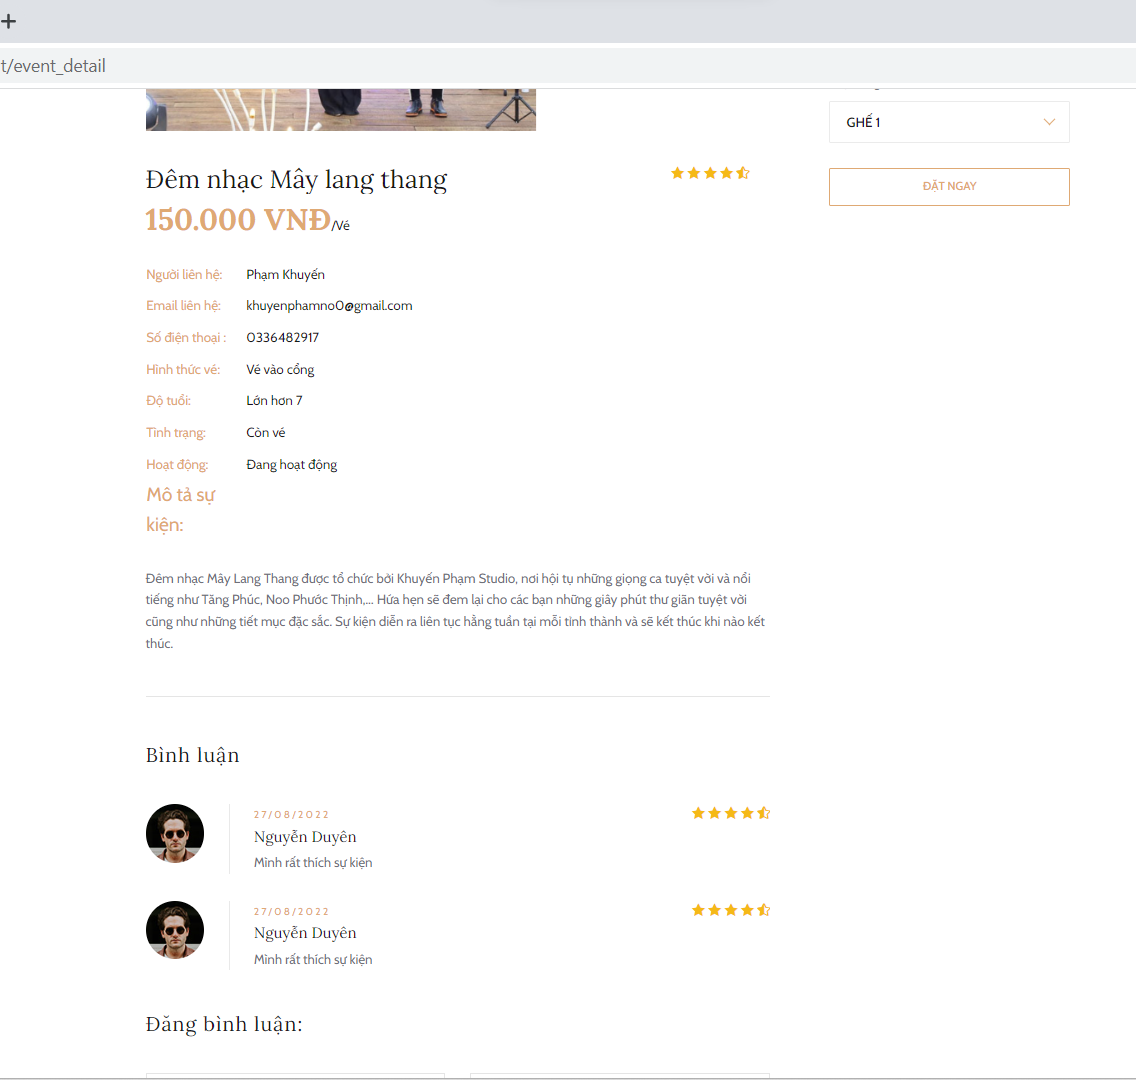 t/event_detail
GHẾ 1
ĐẶT NGAY
Đêm nhạc Mây lang thang
150.000 VNĐ/Vé
Người liên hệ: Phạm Khuyến
Email liên hệ: khuyenphamno0@gmail.com
Số điện thoại : 0336482917
Hình thức vé: Vé vào cổng
Độ tuổi: Lớn hơn 7
Tình trạng: Còn vé
Hoạt động: Đang hoạt động
Mô tả sự
kiện:
Đêm nhạc Mây Lang Thang được tổ chức bởi Khuyến Phạm Studio, nơi hội tụ những giọng ca tuyệt vời và nổi
tiếng như Tăng Phúc, Noo Phước Thịnh,... Hứa hẹn sẽ đem lại cho các bạn những giây phút thư giãn tuyệt vời
cũng như những tiết mục đặc sắc. Sự kiện diễn ra liên tục hằng tuần tại mỗi tỉnh thành và sẽ kết thúc khi nào kết
thúc.
Bình luận
27/08/2022
Nguyễn Duyên
Mình rất thích sự kiện
27/08/2022
Nguyễn Duyên
Mình rất thích sự kiện
Đăng bình luận: